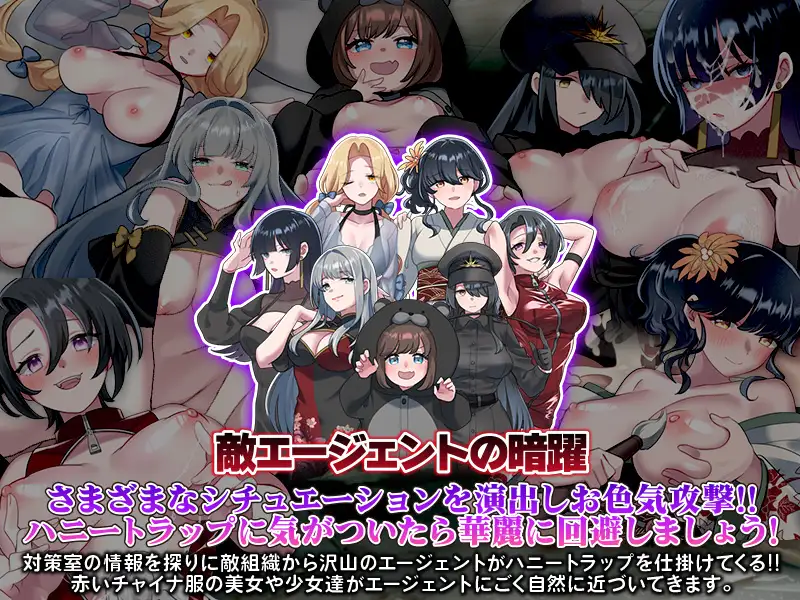 敵エージェントの暗躍
さまざまなシチュエーションを演出しお色気攻撃!!
ハニートラップに気がついたら華麗に回避しましょう!
対策室の情報を探りに敵組織から沢山のエージェントがハニートラップを仕掛けてくる!!
赤いチャイナ服の美女や少女達がエージェントにごく自然に近づいてきます。